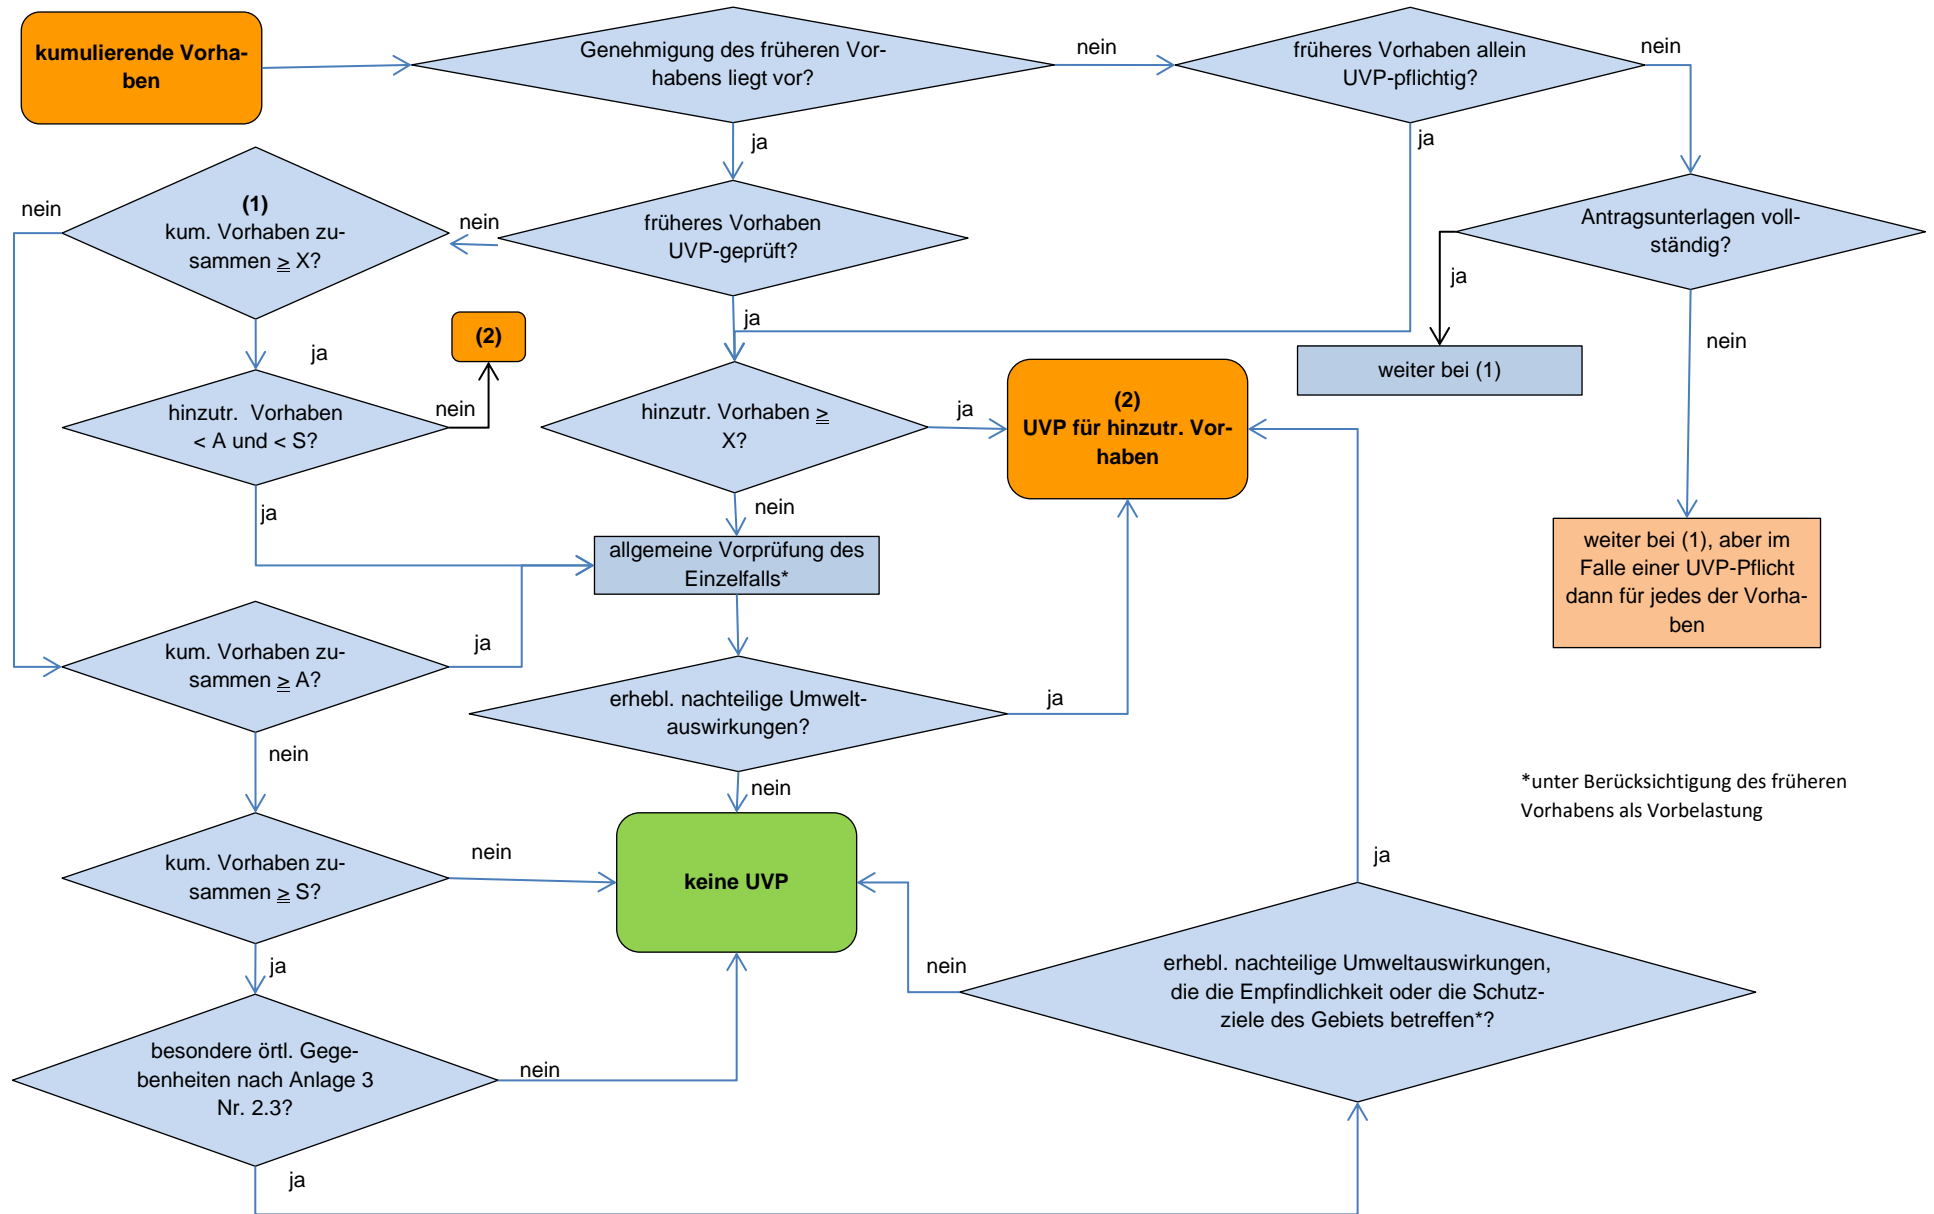 kumulierende Vorha-
ben
Genehmigung des früheren Vor-
habens liegt vor?
nein
früheres Vorhaben allein
UVP-pflichtig?
nein
ja
ja
(1)
kum. Vorhaben zu-
sammen ≥ X?
nein
nein
früheres Vorhaben
UVP-geprüft?
Antragsunterlagen voll-
ständig?
ja
ja
nein
weiter bei (1)
(2)
ja
hinzutr. Vorhaben
< A und < S?
nein
ja
hinzutr. Vorhaben ≥
X?
ja
(2)
UVP für hinzutr. Vor-
haben
nein
allgemeine Vorprüfung des
Einzelfalls*
weiter bei (1), aber im
Falle einer UVP-Pflicht
dann für jedes der Vorha-
ben
kum. Vorhaben zu-
sammen ≥ A?
ja
nein
erhebl. nachteilige Umwelt-
auswirkungen?
ja
nein
*unter Berücksichtigung des früheren
Vorhabens als Vorbelastung
kum. Vorhaben zu-
sammen ≥ S?
nein
ja
keine UVP
ja
nein
erhebl. nachteilige Umweltauswirkungen,
die die Empfindlichkeit oder die Schutz-
ziele des Gebiets betreffen*?
besondere örtl. Gege-
benheiten nach Anlage 3
Nr. 2.3?
nein
ja